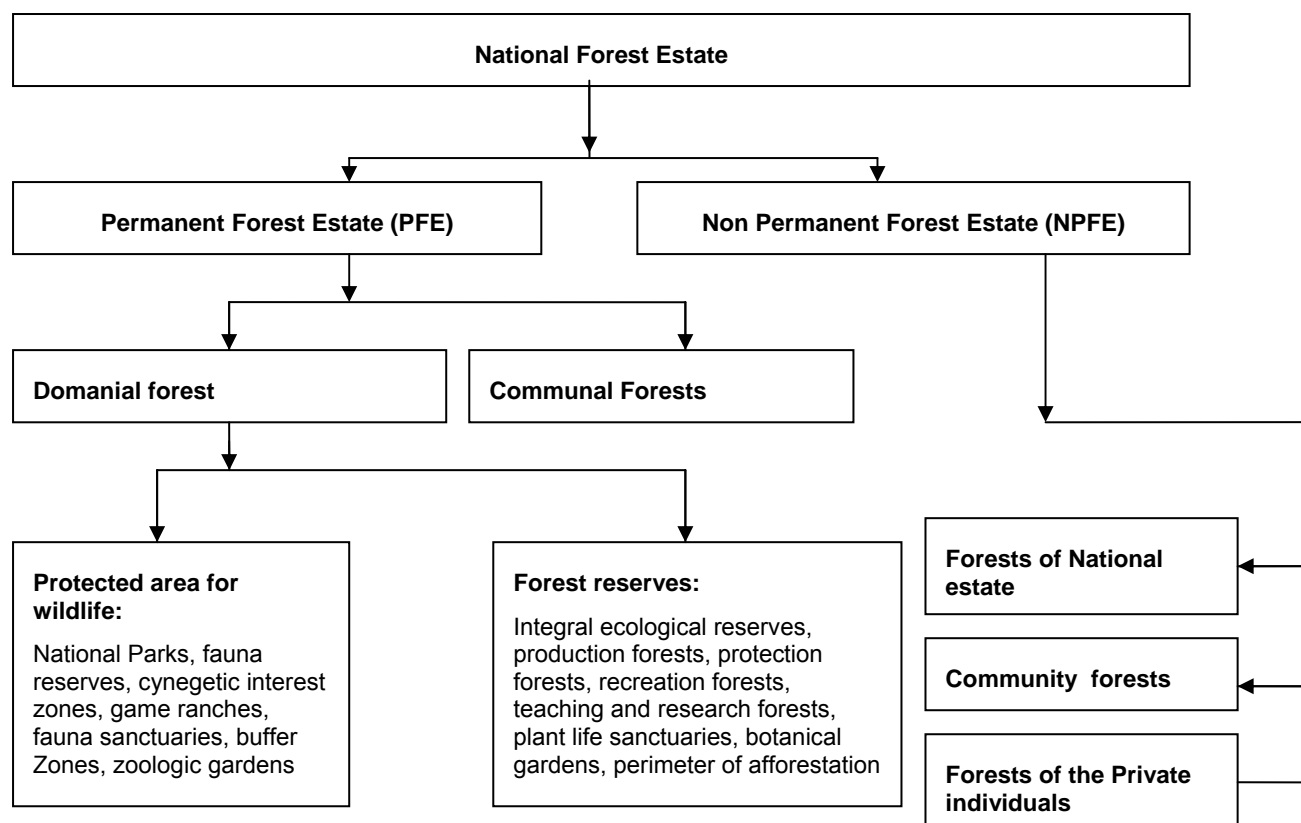 National Forest Estate
Permanent Forest Estate (PFE)
Non Permanent Forest Estate (NPFE)
Domanial forest
Communal Forests
Protected area for
wildlife:
National Parks, fauna
reserves, cynegetic interest
zones, game ranches,
fauna sanctuaries, buffer
Zones, zoologic gardens
Forest reserves:
Integral ecological reserves,
production forests, protection
forests, recreation forests,
teaching and research forests,
plant life sanctuaries, botanical
gardens, perimeter of afforestation
Forests of National
estate
Community forests
Forests of the Private
individuals